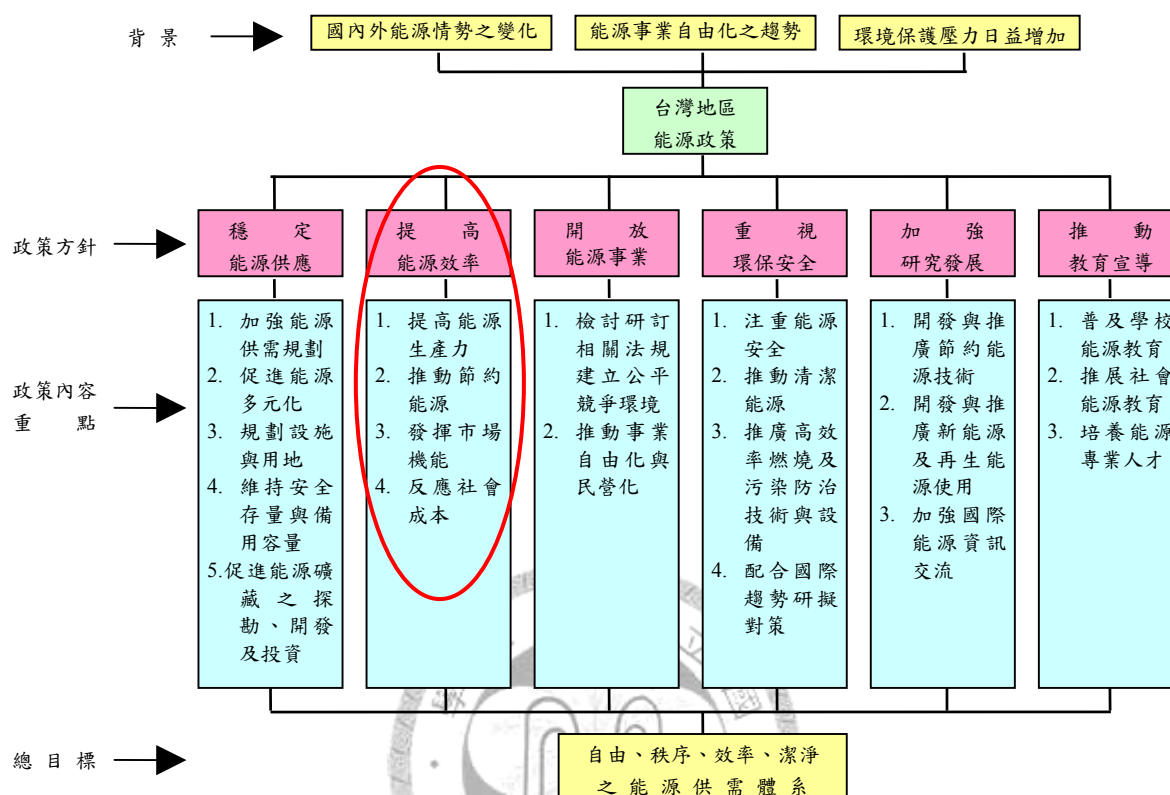 背景
國內外能源情勢之變化
能源事業自由化之趨勢
環境保護壓力日益增加
台灣地區
能源政策
政策方針
穩定
能源供應
提高
能源效率
開放
能源事業
重視
環保安全
加強
研究發展
推動
教育宣導
政策內容
重點
1. 加強能源
供需規劃
2. 促進能源
多元化
3. 規劃設施
與用地
4. 維持安全
存量與備
用容量
5.促進能源礦
藏之探
勘、開發
及投資
1. 提高能源
生產力
2. 推動節約
能源
3. 發揮市場
機能
4. 反應社會
成本
1. 檢討研訂
相關法規
建立公平
競爭環境
2. 推動事業
自由化與
民營化
1. 注重能源
安全
2. 推動清潔
能源
3. 推廣高效
率燃燒及
污染防治
技術與設
備
4. 配合國際
趨勢研擬
對策
1. 開發與推
廣節約能
源技術
2. 開發與推
廣新能源
及再生能
源使用
3. 加強國際
能源資訊
交流
1. 普及學校
能源教育
2. 推展社會
能源教育
3. 培養能源
專業人才
總目標
自由、秩序、效率、潔淨
之能源供需體系